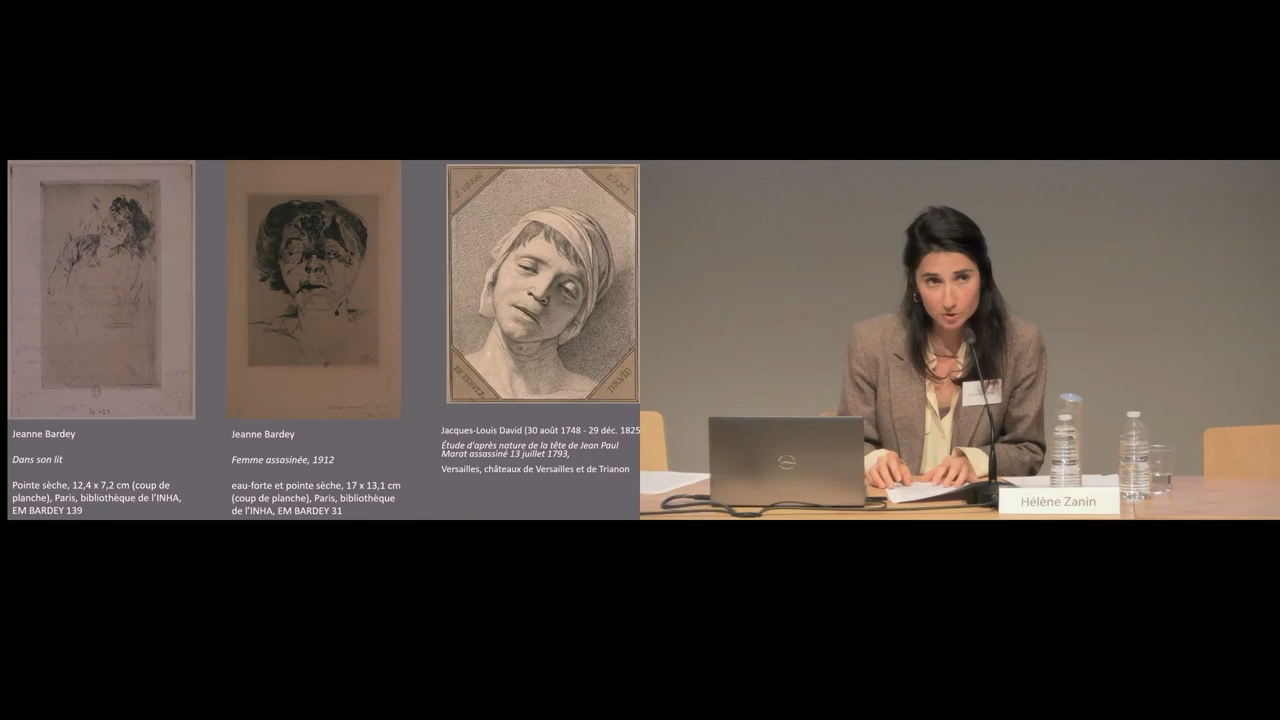 Jeanne Bardey
Dans son lit
Pointe sèche, 12,4 x 7,2 cm (coup de
planche), Paris, bibliothèque de l'INHA,
EM BARDEY 139
Jeanne Bardey
Femme assasinée, 1912
eau-forte et pointe sèche, 17 x 13,1 cm
(coup de planche), Paris, bibliothèque
de l'INHA, EM BARDEY 31
DAVID
Jacques-Louis David (30 août 1748 - 29 déc. 1825
Étude d'après nature de la tête de Jean Paul
Marat assassiné 13 juillet 1793,
Versailles, châteaux de Versailles et de Trianon
Hélène Zanin